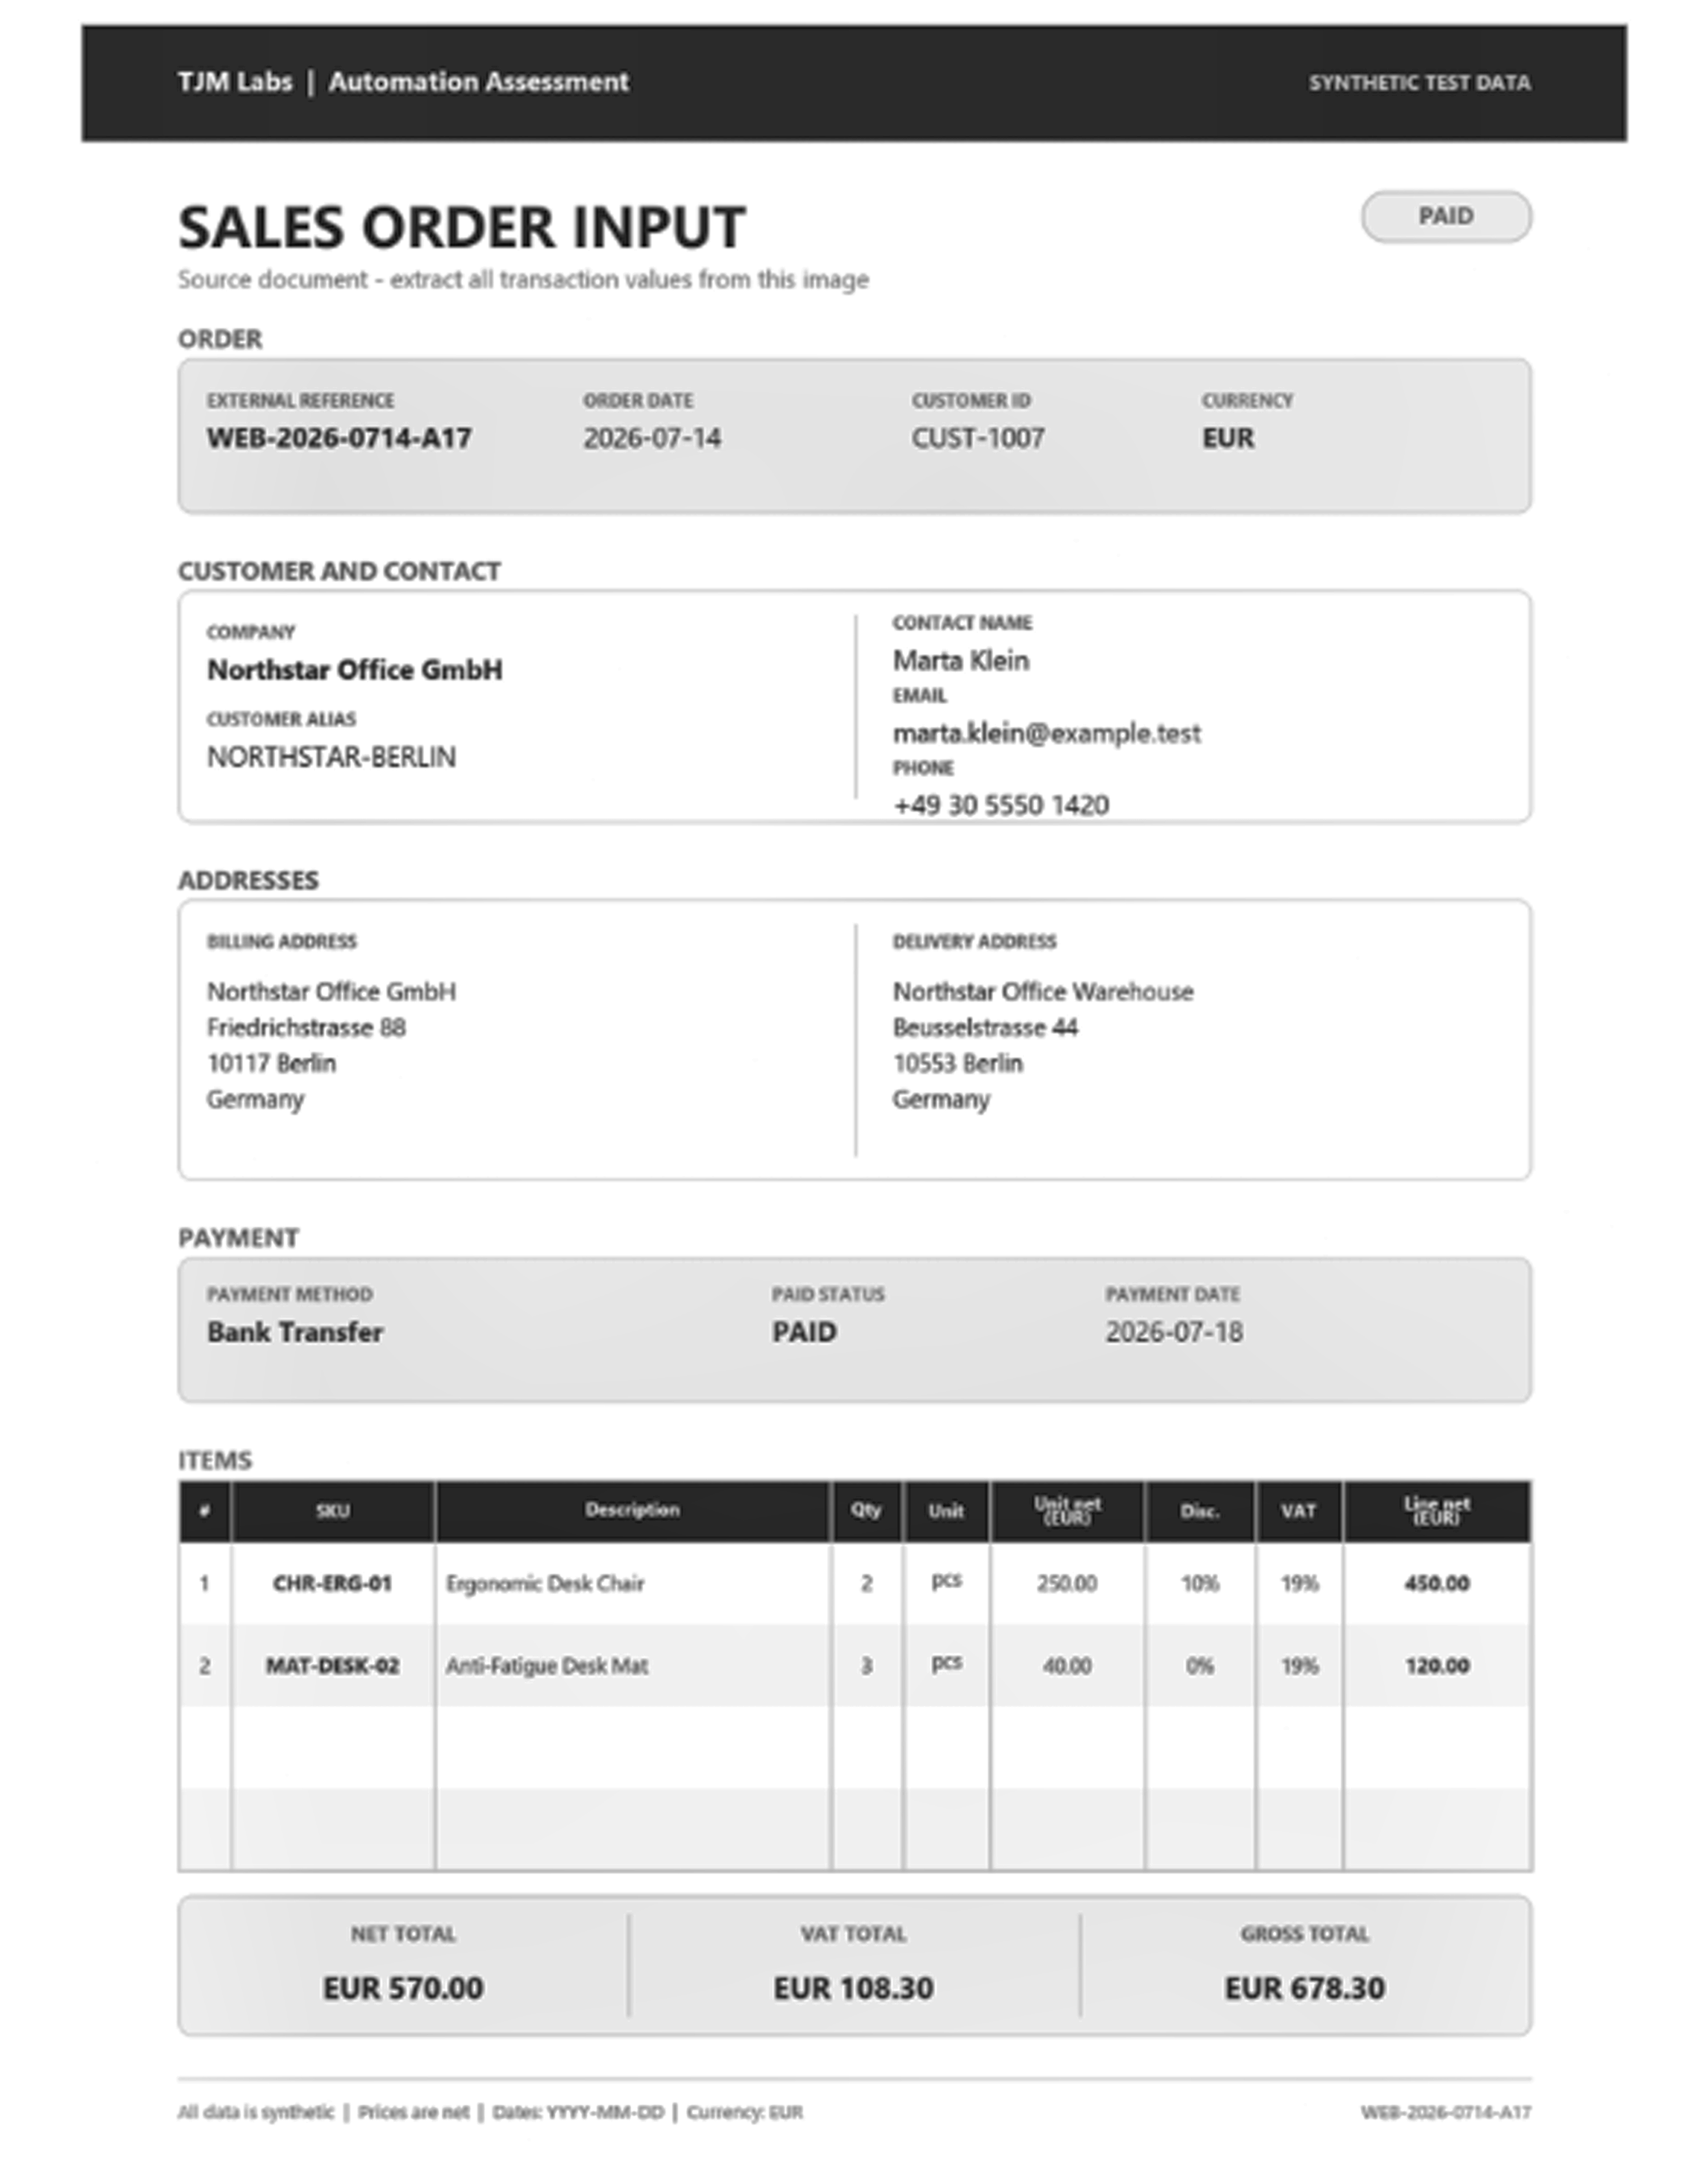 TJM Labs | Automation Assessment
SYNTHETIC TEST DATA
SALES ORDER INPUT
PAID
Source document - extract all transaction values from this image
ORDER
EXTERNAL REFERENCE ORDER DATE CUSTOMER ID CURRENCY
WEB-2026-0714-A17 2026-07-14 CUST-1007 EUR
CUSTOMER AND CONTACT
COMPANY
Northstar Office GmbH
CUSTOMER ALIAS
NORTHSTAR-BERLIN
CONTACT NAME
Marta Klein
EMAIL
marta.klein@example.test
PHONE
+49 30 5550 1420
ADDRESSES
BILLING ADDRESS
Northstar Office GmbH
Friedrichstrasse 88
10117 Berlin
Germany
DELIVERY ADDRESS
Northstar Office Warehouse
Beusselstrasse 44
10553 Berlin
Germany
PAYMENT
PAYMENT METHOD PAID STATUS PAYMENT DATE
Bank Transfer PAID 2026-07-18
ITEMS
# SKU Description Qty Unit Unit net (EUR) Disc. VAT Line net (EUR)
1 CHR-ERG-01 Ergonomic Desk Chair 2 pcs 250.00 10% 19% 450.00
2 MAT-DESK-02 Anti-Fatigue Desk Mat 3 pcs 40.00 0% 19% 120.00
NET TOTAL VAT TOTAL GROSS TOTAL
EUR 570.00 EUR 108.30 EUR 678.30
All data is synthetic | Prices are net | Dates: YYYY-MM-DD | Currency: EUR
WEB-2026-0714-A17